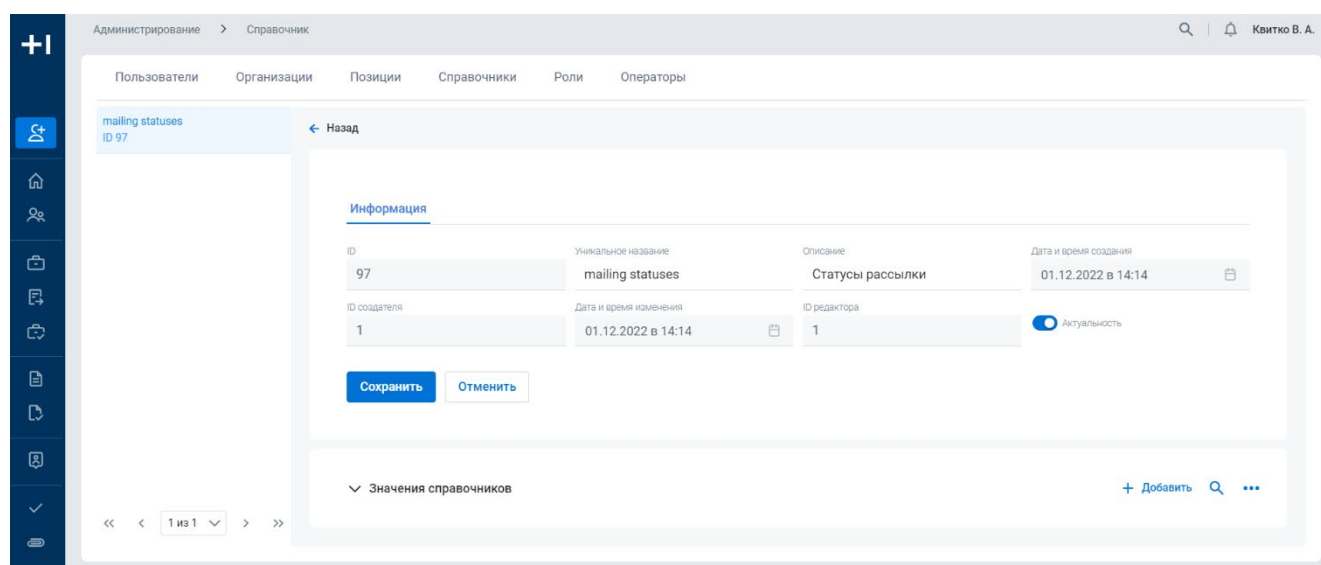 Администрирование > Справочник
Квитко В. А.
Пользователи Организации Позиции Справочники Роли Операторы
mailing statuses
ID 97
Назад
Информация
ID Уникальное название Описание Дата и время создания
97 mailing statuses Статусы рассылки 01.12.2022 в 14:14
ID создателя Дата и время изменения ID редактора
1 01.12.2022 в 14:14 1 Актуальность
Сохранить Отменить
Значения справочников + Добавить
1 из 1